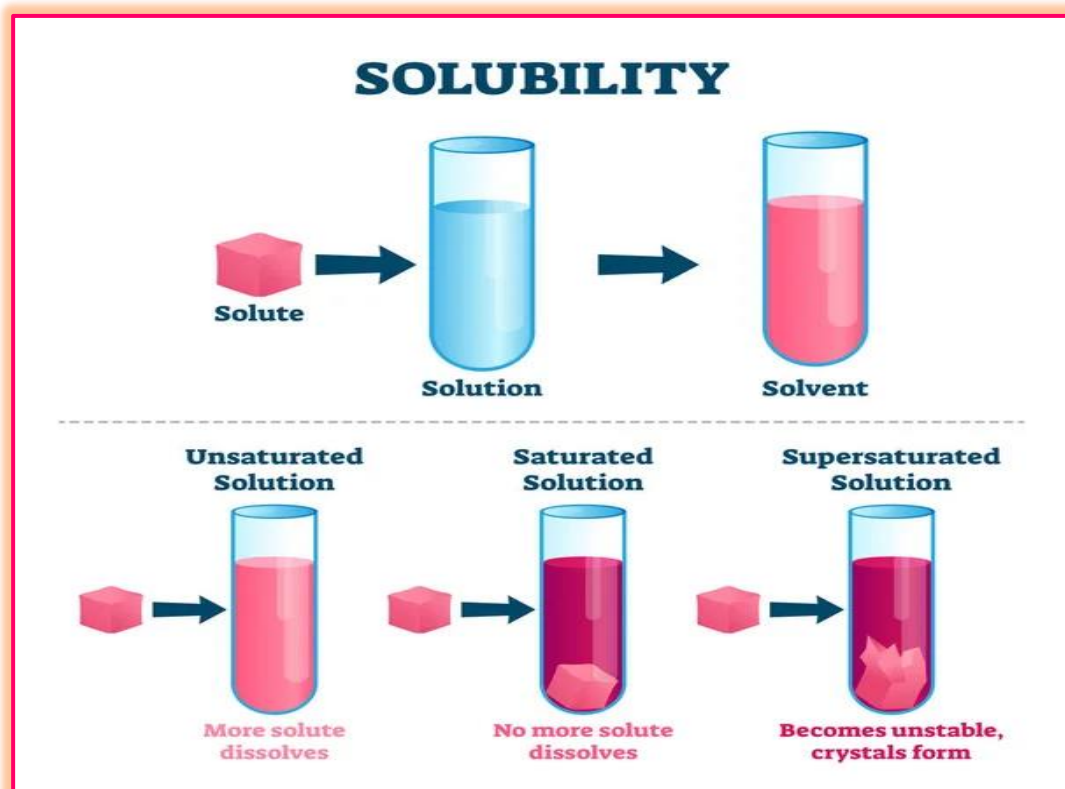 SOLUBILITY
Solute
Solution
Solvent
Unsaturated
Solution
More solute
dissolves
Saturated
Solution
No more solute
dissolves
Supersaturated
Solution
Becomes unstable,
crystals form